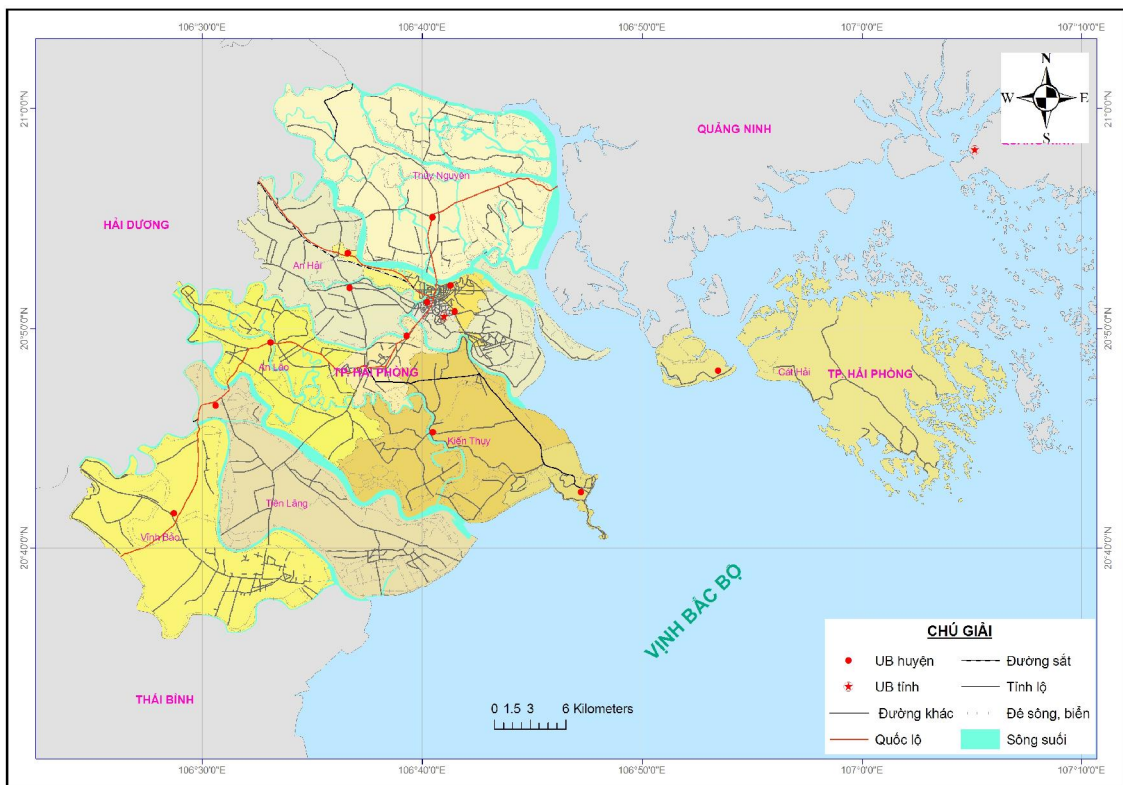 106°30'0"E 106°40'0"E 106°50'0"E 107°0'0"E 107°10'0"E
N
W E
S
21°0'0"N 21°0'0"N
QUẢNG NINH
QUẢNG NINH
Thủy Nguyên
HẢI DƯƠNG
An Hải
20°50'0"N 20°50'0"N
An Lão
TP. HẢI PHÒNG
Cát Hải
TP. HẢI PHÒNG
Kiến Thụy
Tiên Lãng
Vĩnh Bảo
20°40'0"N 20°40'0"N
VỊNH BẮC BỘ
THÁI BÌNH
0 1.5 3 6 Kilometers
CHÚ GIẢI
UB huyện Đường sắt
UB tỉnh Tỉnh lộ
Đường khác Đê sông, biển
Quốc lộ Sông suối
106°30'0"E 106°40'0"E 106°50'0"E 107°0'0"E 107°10'0"E